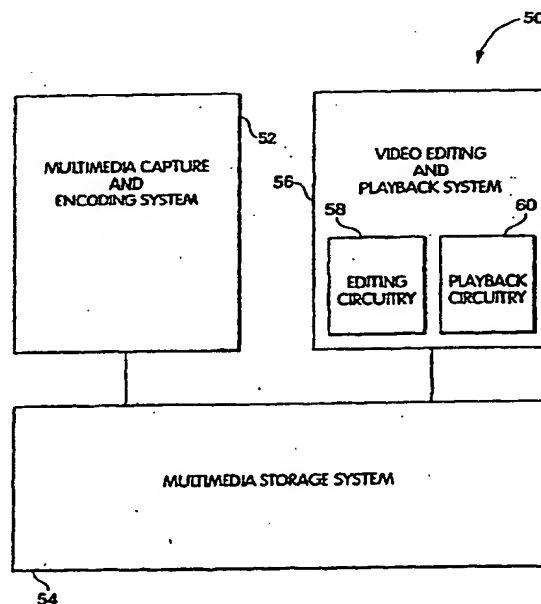 50
52
MULTIMEDIA CAPTURE
AND
ENCODING SYSTEM
56
VIDEO EDITING
AND
PLAYBACK SYSTEM
58
60
EDITING
CIRCUITRY
PLAYBACK
CIRCUITRY
MULTIMEDIA STORAGE SYSTEM
54